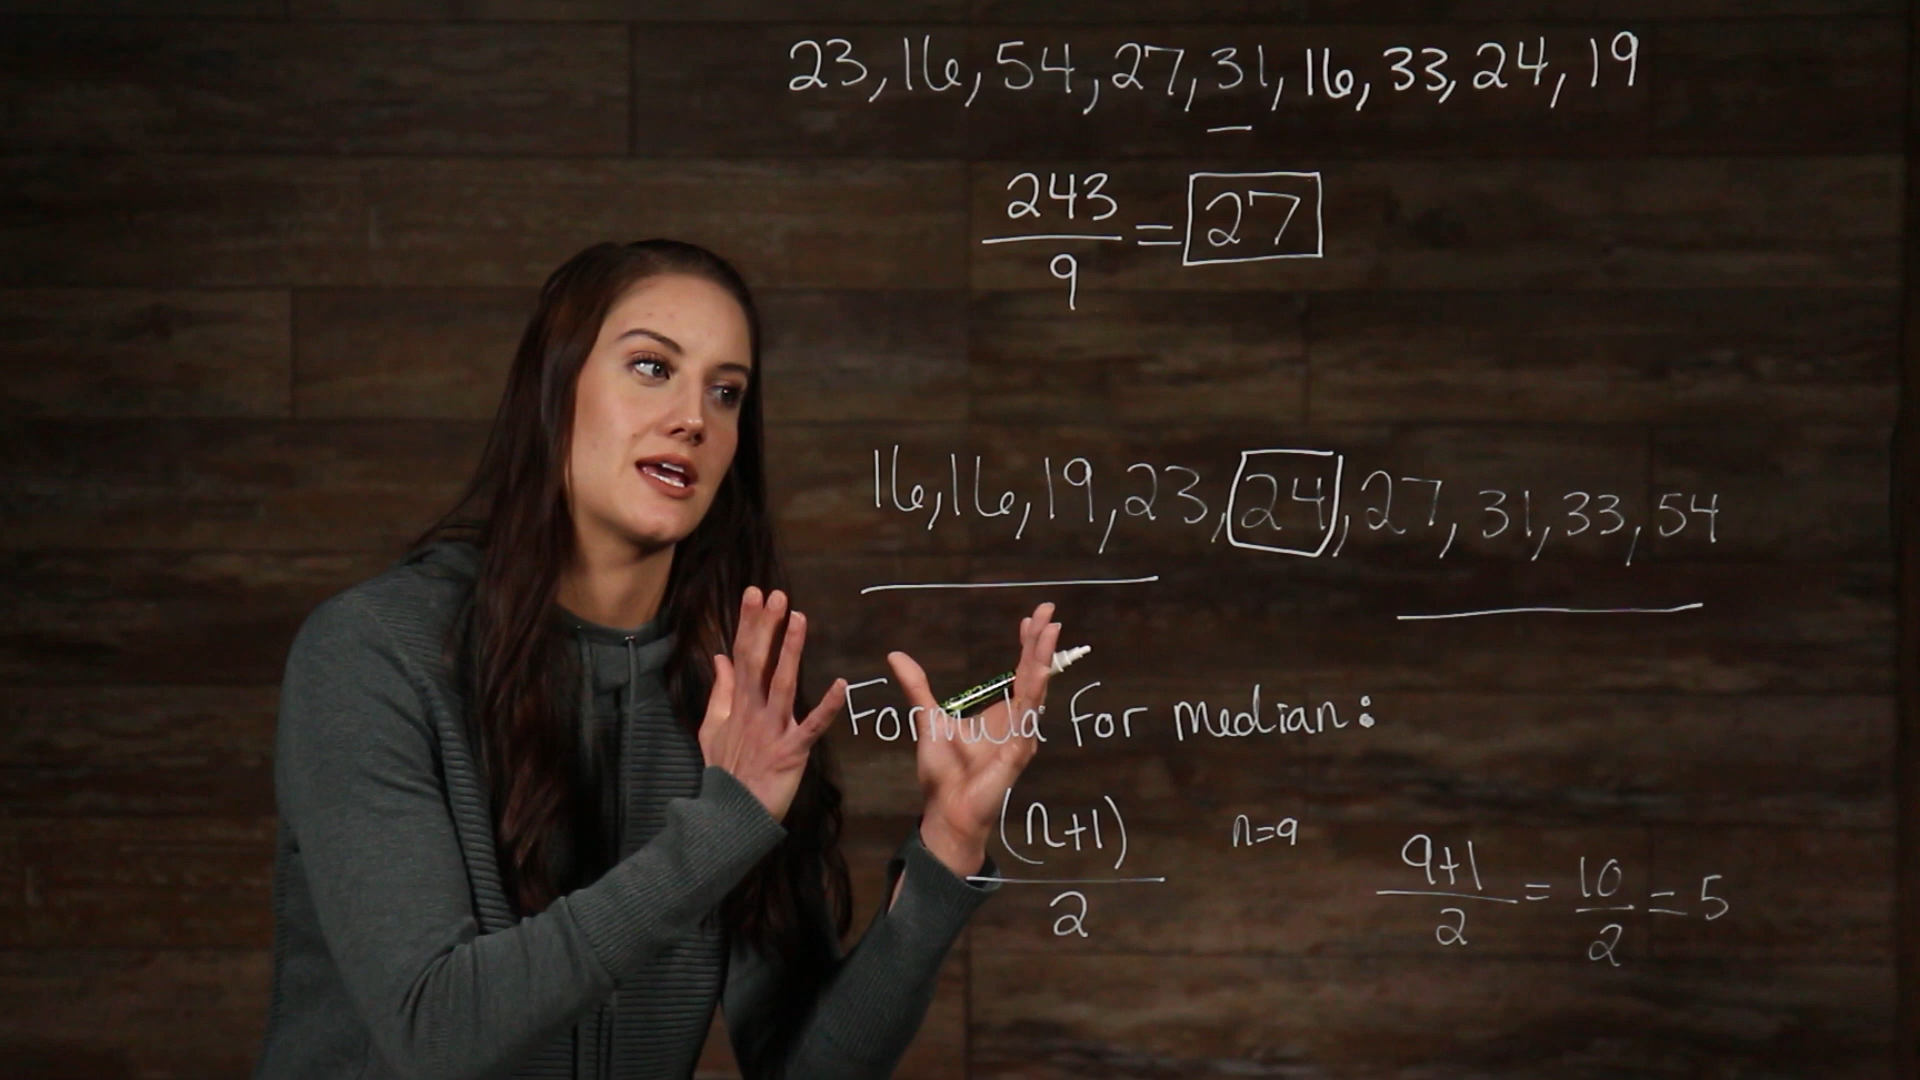 23, 16, 54, 27, 31, 16, 33, 24, 19
243
9
= 27
16, 16, 19, 23, 24, 27, 31, 33, 54
Formula for median:
(n+1)
2
n=9
9+1
2
=
10
2
= 5